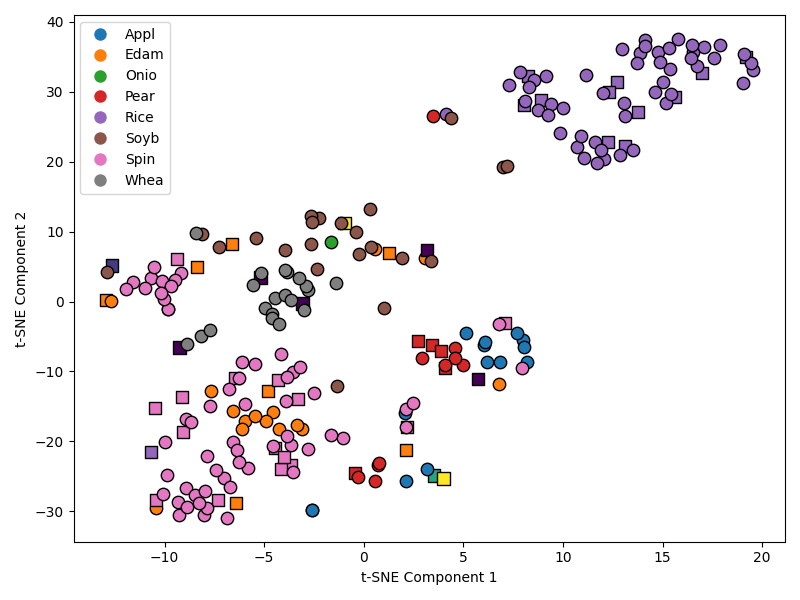 Appl
Edam
Onio
Pear
Rice
Soyb
Spin
Whea
40
30
20
10
0
−10
−20
−30
t-SNE Component 2
−10 −5 0 5 10 15 20
t-SNE Component 1